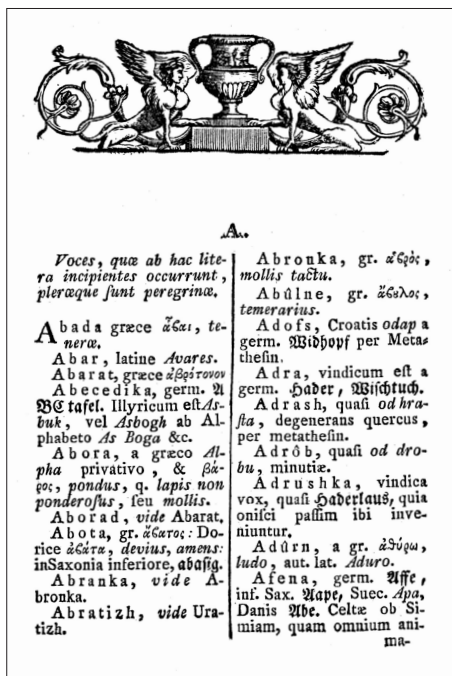 A.
Voces, quæ ab hac lite-
ra incipientes occurrunt,
pleræque sunt peregrinæ.
Abada græce ἄβαι, te-
neræ.
Abar, latine Avares.
Abarat, græce ἀβρότονον
Abecedika, germ. A
BC tafel. Illyricum est As-
buk, vel Asbogh ab Al-
phabeto As Boga &c.
Abora, a græco Al-
pha privativo, & βά-
ρος, pondus, q. lapis non
ponderosus, seu mollis.
Aborad, vide Abarat.
Abota, gr. ἄβατος: Do-
rice ἀβάτα, devius, amens:
in Saxonia inferiore, abasig.
Abranka, vide A-
bronka.
Abratizh, vide Ura-
tizh.
Abronka, gr. ἁβρὸς,
mollis tactu.
Abûlne, gr. ἄβυλος,
temerarius.
Adofs, Croatis odap a
germ. Widhopf per Meta-
thesin.
Adra, vindicum est a
germ. Hader, Wischtuch.
Adrash, quasi od hra-
sta, degenerans quercus,
per metathesin.
Adrôb, quasi od dro-
bu, minutiæ.
Adrushka, vindica
vox, quasi Haderlaus, quia
onisci passim ibi inve-
niuntur.
Adûrn, a gr. ἀθύρω,
ludo, aut. lat. Aduro.
Afena, germ. Affe,
inf. Sax. Aape, Suec. Apa,
Danis Abe. Celtæ ob Si-
miam, quam omnium ani-
ma-